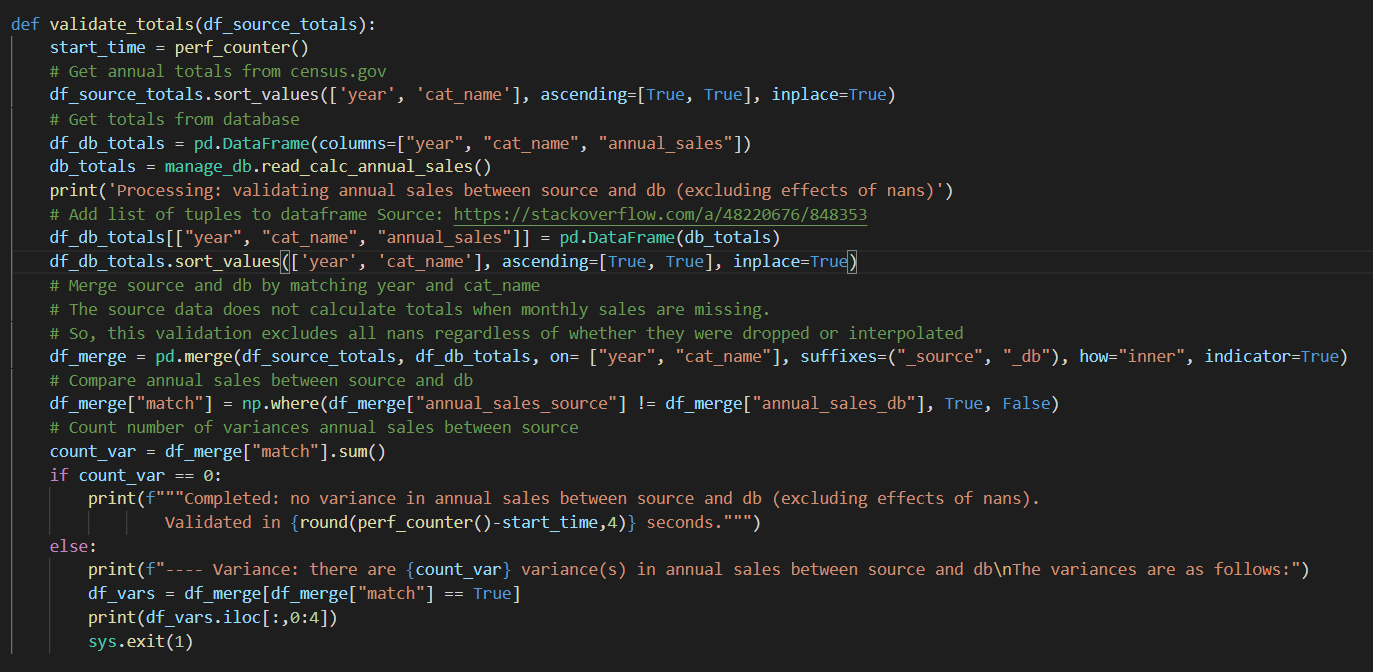 def validate_totals(df_source_totals):
    start_time = perf_counter()
    # Get annual totals from census.gov
    df_source_totals.sort_values(['year', 'cat_name'], ascending=[True, True], inplace=True)
    # Get totals from database
    df_db_totals = pd.DataFrame(columns=["year", "cat_name", "annual_sales"])
    db_totals = manage_db.read_calc_annual_sales()
    print('Processing: validating annual sales between source and db (excluding effects of nans)')
    # Add list of tuples to dataframe Source: https://stackoverflow.com/a/48220676/848353
    df_db_totals[["year", "cat_name", "annual_sales"]] = pd.DataFrame(db_totals)
    df_db_totals.sort_values(['year', 'cat_name'], ascending=[True, True], inplace=True)
    # Merge source and db by matching year and cat_name
    # The source data does not calculate totals when monthly sales are missing.
    # So, this validation excludes all nans regardless of whether they were dropped or interpolated
    df_merge = pd.merge(df_source_totals, df_db_totals, on= ["year", "cat_name"], suffixes=("_source", "_db"), how="inner", indicator=True)
    # Compare annual sales between source and db
    df_merge["match"] = np.where(df_merge["annual_sales_source"] != df_merge["annual_sales_db"], True, False)
    # Count number of variances annual sales between source
    count_var = df_merge["match"].sum()
    if count_var == 0:
        print(f"""Completed: no variance in annual sales between source and db (excluding effects of nans).
                Validated in {round(perf_counter()-start_time,4)} seconds.""")
    else:
        print(f"---- Variance: there are {count_var} variance(s) in annual sales between source and db\nThe variances are as follows:")
        df_vars = df_merge[df_merge["match"] == True]
        print(df_vars.iloc[:,0:4])
        sys.exit(1)